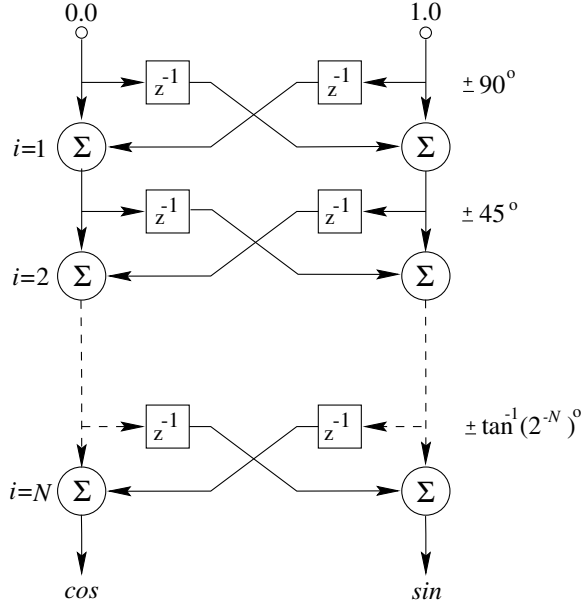 0.0 1.0
z⁻¹ z⁻¹ ± 90°
i=1 Σ Σ
z⁻¹ z⁻¹ ± 45°
i=2 Σ Σ
z⁻¹ z⁻¹ ± tan⁻¹(2⁻ᴺ)°
i=N Σ Σ
cos sin